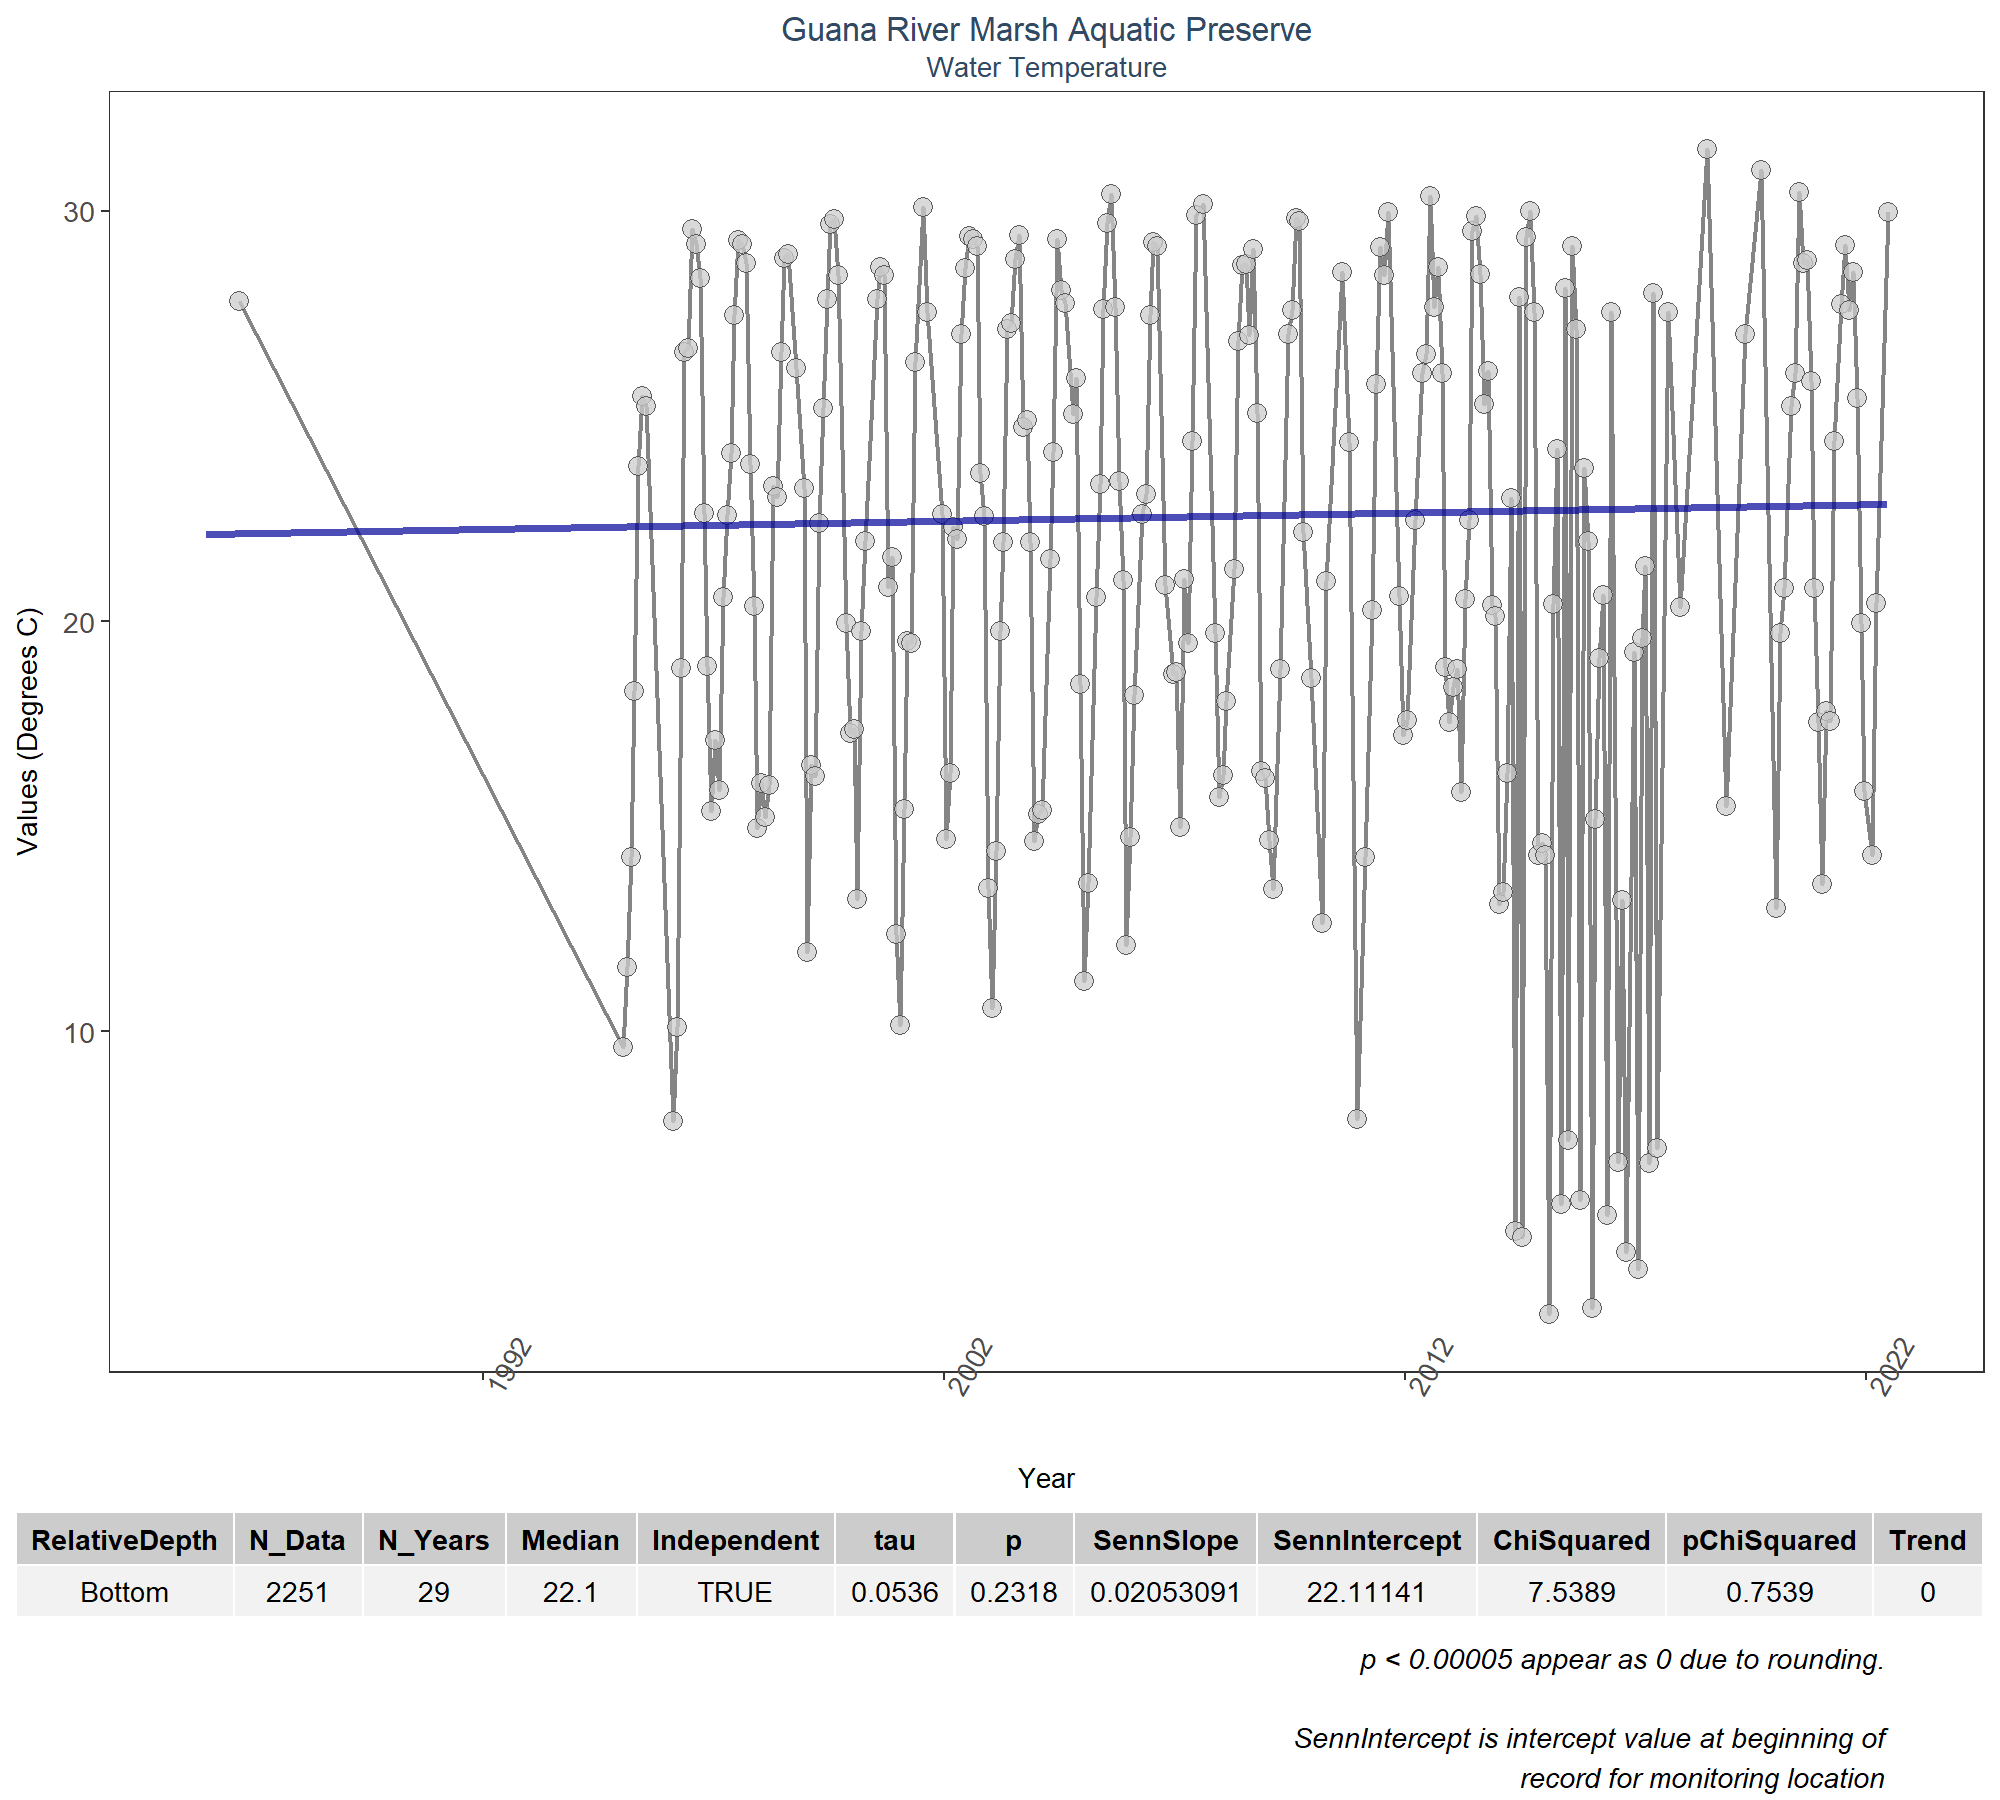 Guana River Marsh Aquatic Preserve
Water Temperature
Values (Degrees C)
30
20
10
1992
2002
2012
2022
Year
RelativeDepth N_Data N_Years Median Independent tau p SennSlope SennIntercept ChiSquared pChiSquared Trend
Bottom 2251 29 22.1 TRUE 0.0536 0.2318 0.02053091 22.11141 7.5389 0.7539 0
p < 0.00005 appear as 0 due to rounding.
SennIntercept is intercept value at beginning of
record for monitoring location